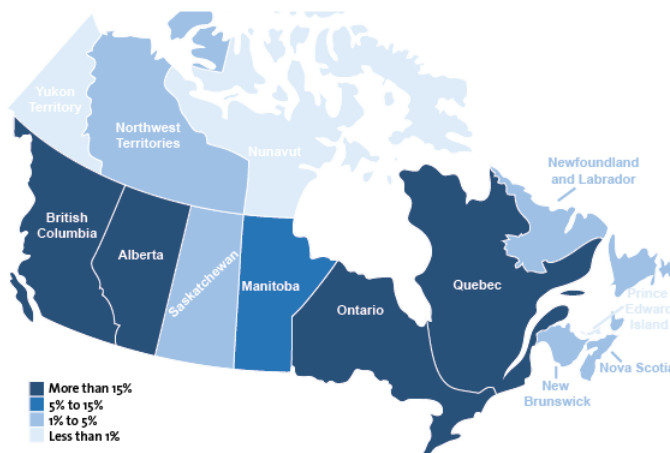 Yukon
Territory
Northwest
Territories
Nunavut
Newfoundland
and Labrador
British
Columbia
Alberta
Saskatchewan
Manitoba
Ontario
Quebec
Prince
Edward
Island
Nova Scotia
New
Brunswick
More than 15%
5% to 15%
1% to 5%
Less than 1%